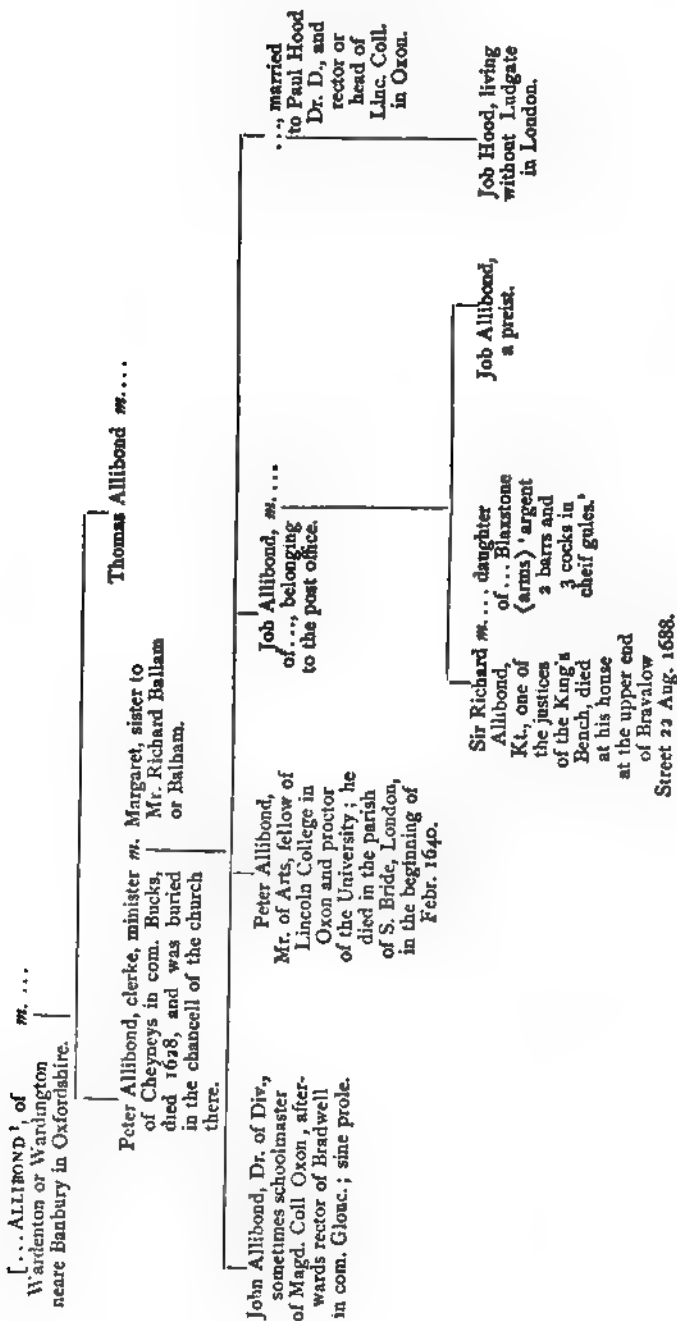 [... ALLIBOND¹, of m. ...
Wardenton or Wardington
neare Banbury in Oxfordshire.
Peter Allibond, clerke, minister m. Margaret, sister to
of Cheyneys in com. Bucks, Mr. Richard Ballam
died 1628, and was buried or Balham.
in the chancell of the church
there.
Thomas Allibond m. ...
John Allibond, Dr. of Div.,
sometimes schoolmaster
of Magd. Coll Oxon, after-
wards rector of Bradwell
in com. Glouc.; sine prole.
Peter Allibond,
Mr. of Arts, fellow of
Lincoln College in
Oxon and proctor
of the University; he
died in the parish
of S. Bride, London,
in the beginning of
Febr. 1640.
Job Allibond, m. ...
of ..., belonging
to the post office.
..., married
to Paul Hood
Dr. D., and
rector or
head of
Linc. Coll.
in Oxon.
Sir Richard m. ... daughter
Allibond, of ... Blaxstone
Kt., one of (arms) 'argent
the justices 2 barrs and
of the King's 3 cocks in
Bench, died cheif gules.'
at his house
at the upper end
of Bravalow
Street 22 Aug. 1688.
Job Allibond,
a preist.
Job Hood, living
without Ludgate
in London.